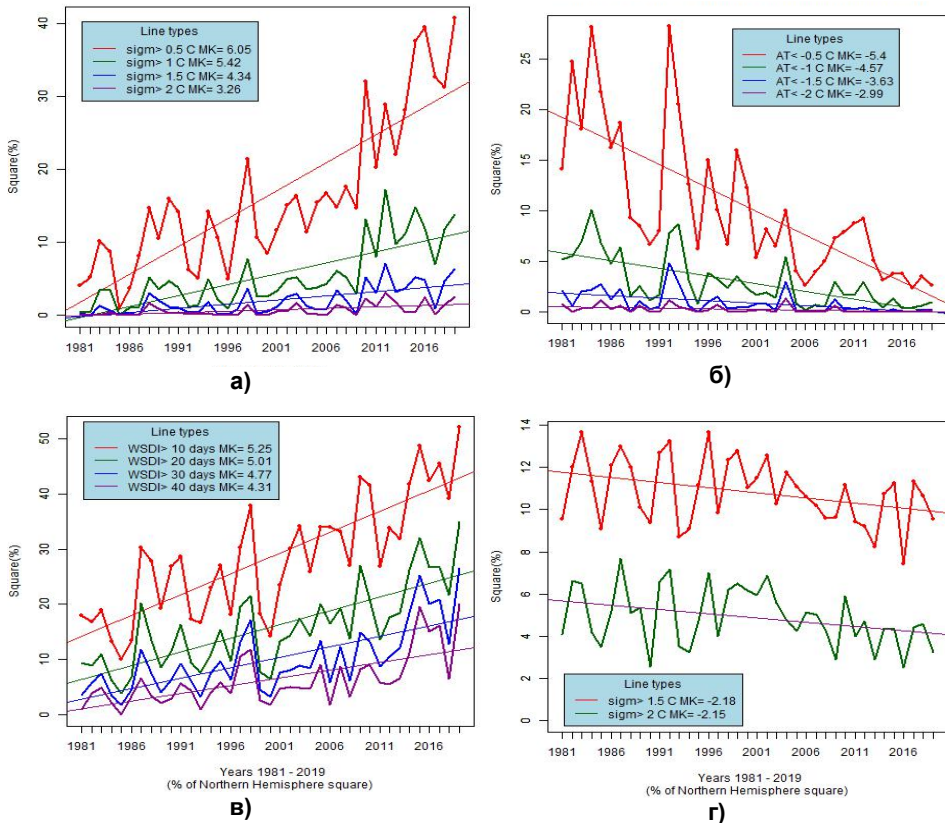 Line types
sigm> 0.5 C MK= 6.05
sigm> 1 C MK= 5.42
sigm> 1.5 C MK= 4.34
sigm> 2 C MK= 3.26
Square(%)
40
30
20
10
0
1981 1986 1991 1996 2001 2006 2011 2016
а)
Line types
AT< -0.5 C MK= -5.4
AT< -1 C MK= -4.57
AT< -1.5 C MK= -3.63
AT< -2 C MK= -2.99
Square(%)
25
20
15
10
5
0
1981 1986 1991 1996 2001 2006 2011 2016
б)
Line types
WSDI> 10 days MK= 5.25
WSDI> 20 days MK= 5.01
WSDI> 30 days MK= 4.77
WSDI> 40 days MK= 4.31
Square(%)
50
40
30
20
10
0
1981 1986 1991 1996 2001 2006 2011 2016
Years 1981 - 2019
(% of Northern Hemisphere square)
в)
14
12
10
8
6
4
2
0
Square(%)
Line types
sigm> 1.5 C MK= -2.18
sigm> 2 C MK= -2.15
1981 1986 1991 1996 2001 2006 2011 2016
Years 1981 - 2019
(% of Northern Hemisphere square)
г)